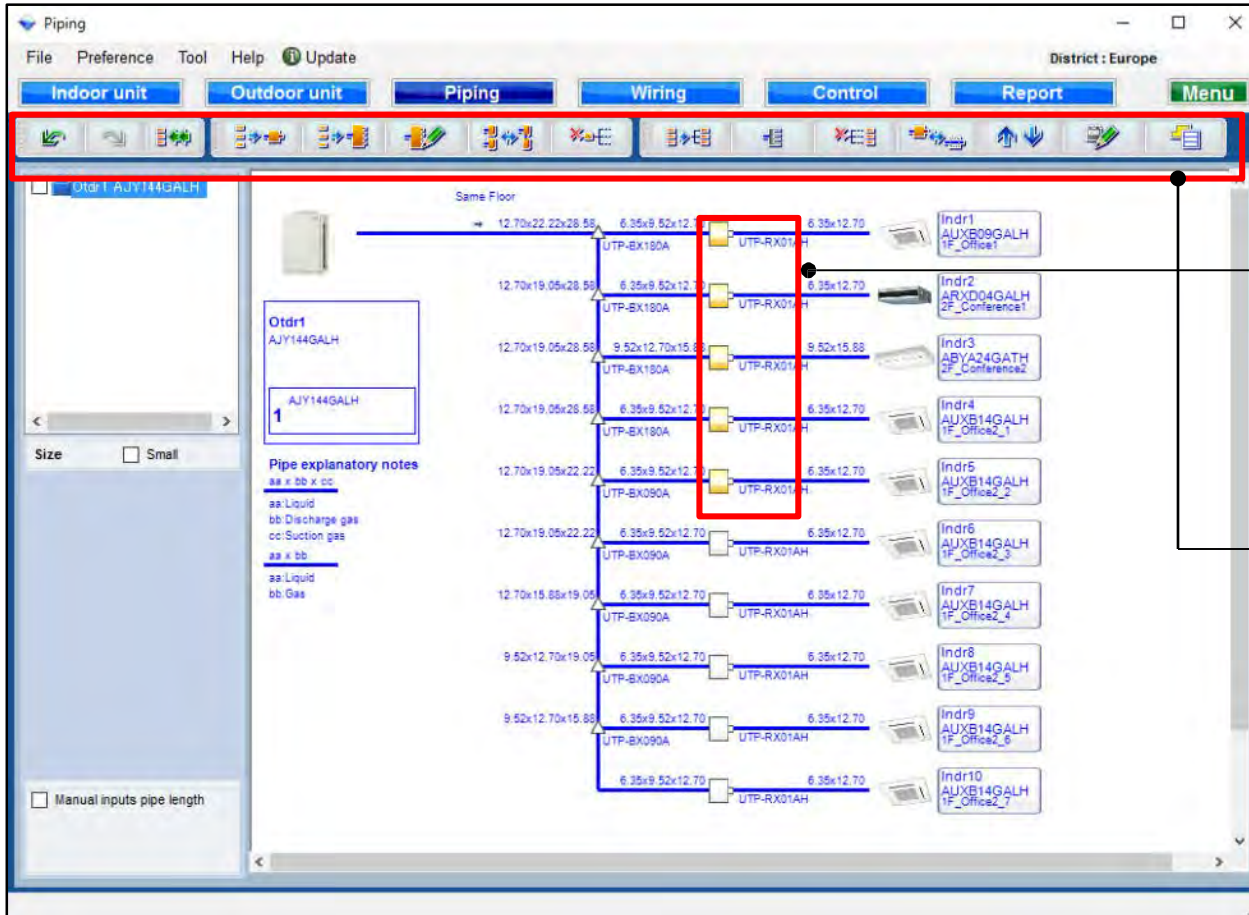 Piping
File Preference Tool Help Update District : Europe
Indoor unit Outdoor unit Piping Wiring Control Report Menu
Otdr1 AJY144GALH
Same Floor
12.70x22.22x28.58 6.35x9.52x12.70 6.35x12.70 Indr1
UTP-BX180A UTP-RX01AH AUXB09GALH
1F_Office1
12.70x19.05x28.58 6.35x9.52x12.70 6.35x12.70 Indr2
UTP-BX180A UTP-RX01AH ARXD04GALH
2F_Conference1
Otdr1
AJY144GALH
12.70x19.05x28.58 9.52x12.70x15.88 9.52x15.88 Indr3
UTP-BX180A UTP-RX01AH ABYA24GATH
2F_Conference2
AJY144GALH
1
12.70x19.05x28.58 6.35x9.52x12.70 6.35x12.70 Indr4
UTP-BX180A UTP-RX01AH AUXB14GALH
1F_Office2_1
Size Small
Pipe explanatory notes
aa x bb x cc
aa:Liquid
bb:Discharge gas
cc:Suction gas
aa x bb
aa:Liquid
bb:Gas
12.70x19.05x22.22 6.35x9.52x12.70 6.35x12.70 Indr5
UTP-BX090A UTP-RX01AH AUXB14GALH
1F_Office2_2
12.70x19.05x22.22 6.35x9.52x12.70 6.35x12.70 Indr6
UTP-BX090A UTP-RX01AH AUXB14GALH
1F_Office2_3
12.70x15.88x19.05 6.35x9.52x12.70 6.35x12.70 Indr7
UTP-BX090A UTP-RX01AH AUXB14GALH
1F_Office2_4
9.52x12.70x19.05 6.35x9.52x12.70 6.35x12.70 Indr8
UTP-BX090A UTP-RX01AH AUXB14GALH
1F_Office2_5
9.52x12.70x15.88 6.35x9.52x12.70 6.35x12.70 Indr9
UTP-BX090A UTP-RX01AH AUXB14GALH
1F_Office2_6
6.35x9.52x12.70 6.35x12.70 Indr10
UTP-RX01AH AUXB14GALH
1F_Office2_7
Manual inputs pipe length